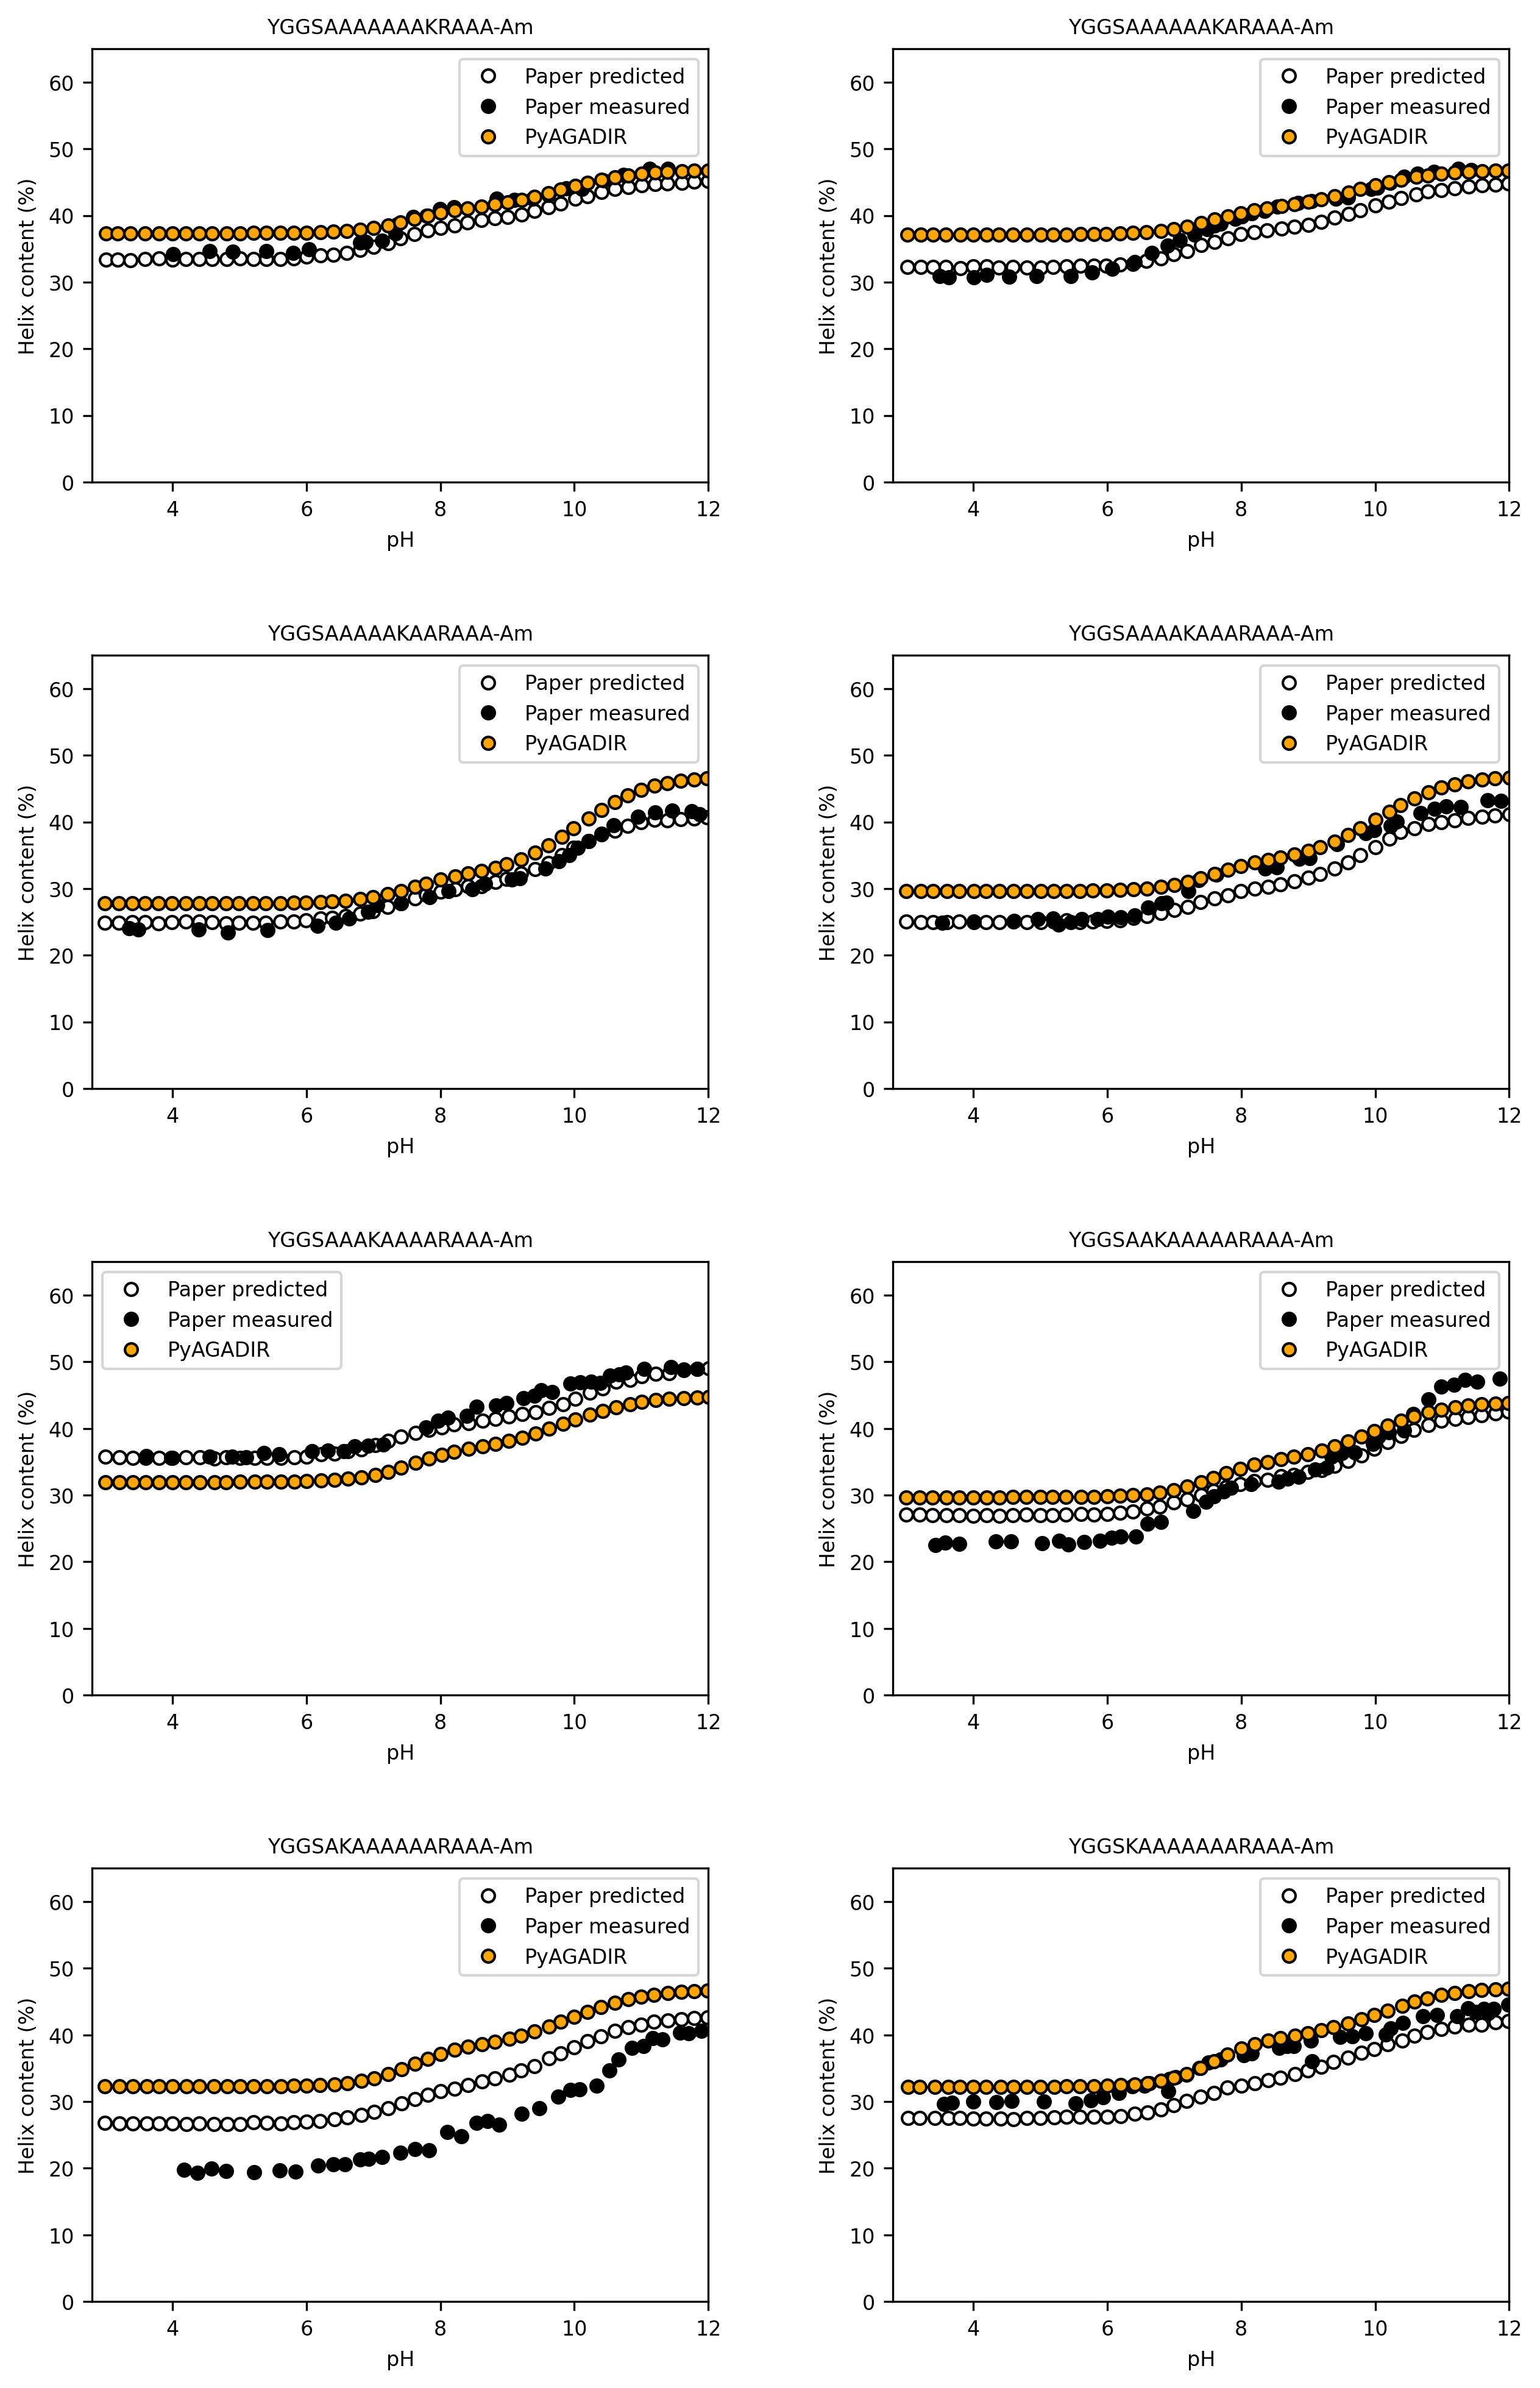 YGGSAAAAAAAKRAAA-Am
Helix content (%)
60
50
40
30
20
10
0
Paper predicted
Paper measured
PyAGADIR
4 6 8 10 12
pH
YGGSAAAAAAKARAAA-Am
Helix content (%)
60
50
40
30
20
10
0
Paper predicted
Paper measured
PyAGADIR
4 6 8 10 12
pH
YGGSAAAAAKAARAAA-Am
Helix content (%)
60
50
40
30
20
10
0
Paper predicted
Paper measured
PyAGADIR
4 6 8 10 12
pH
YGGSAAAAKAAARAAA-Am
Helix content (%)
60
50
40
30
20
10
0
Paper predicted
Paper measured
PyAGADIR
4 6 8 10 12
pH
YGGSAAAKAAAARAAA-Am
Helix content (%)
60
50
40
30
20
10
0
Paper predicted
Paper measured
PyAGADIR
4 6 8 10 12
pH
YGGSAAKAAAAARAAA-Am
Helix content (%)
60
50
40
30
20
10
0
Paper predicted
Paper measured
PyAGADIR
4 6 8 10 12
pH
YGGSAKAAAAAARAAA-Am
Helix content (%)
60
50
40
30
20
10
0
Paper predicted
Paper measured
PyAGADIR
4 6 8 10 12
pH
YGGSKAAAAAAARAAA-Am
Helix content (%)
60
50
40
30
20
10
0
Paper predicted
Paper measured
PyAGADIR
4 6 8 10 12
pH